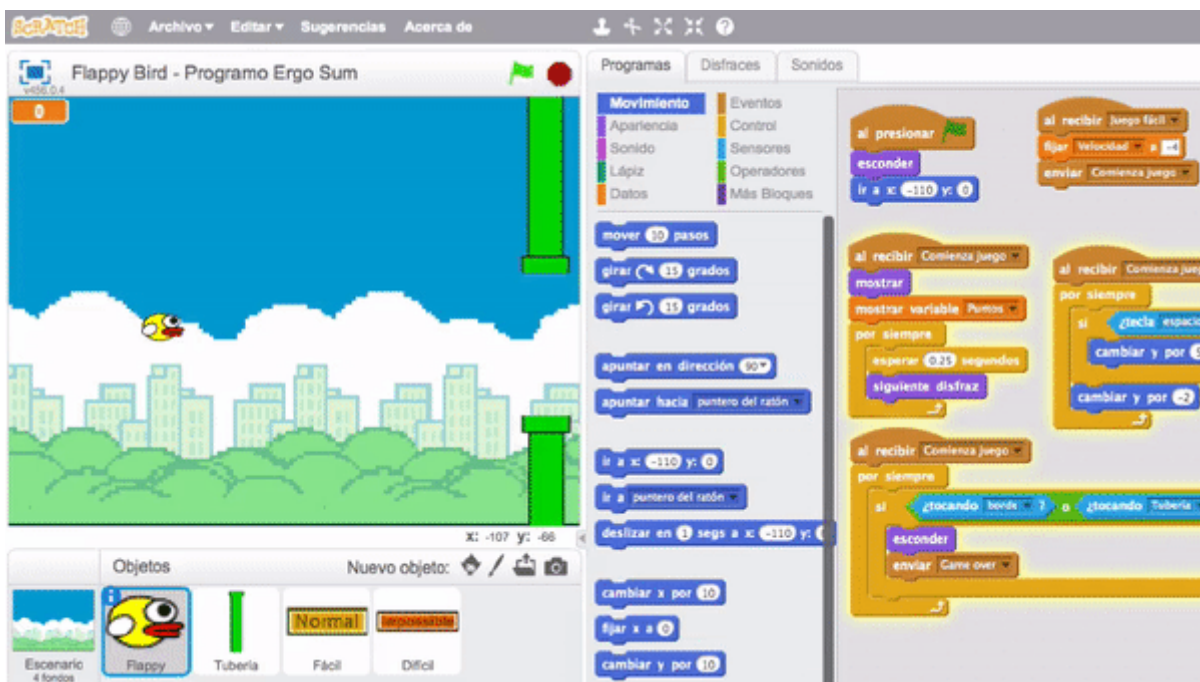 SCRATCH Archivo Editar Sugerencias Acerca de
Flappy Bird - Programo Ergo Sum
v456.0.4
0
X: -107 y: -66
Objetos Nuevo objeto:
Escenario
4 fondos
Flappy
Tubería
Normal
Fácil
Impossible
Difícil
Programas Disfraces Sonidos
Movimiento Eventos
Apariencia Control
Sonido Sensores
Lápiz Operadores
Datos Más Bloques
mover 10 pasos
girar 15 grados
girar 15 grados
apuntar en dirección 90
apuntar hacia puntero del ratón
ir a x: -110 y: 0
ir a puntero del ratón
deslizar en 1 segs a x: -110 y:
cambiar x por 10
fijar x a 0
cambiar y por 10
al presionar
esconder
ir a x: -110 y: 0
al recibir Juego fácil
fijar Velocidad a -4
enviar Comienza juego
al recibir Comienza juego
mostrar
mostrar variable Puntos
por siempre
esperar 0.25 segundos
siguiente disfraz
al recibir Comienza
por siempre
si ¿tecla espacio
cambiar y por
cambiar y por -2
al recibir Comienza juego
por siempre
si ¿tocando borde ? o ¿tocando Tubería
esconder
enviar Game over